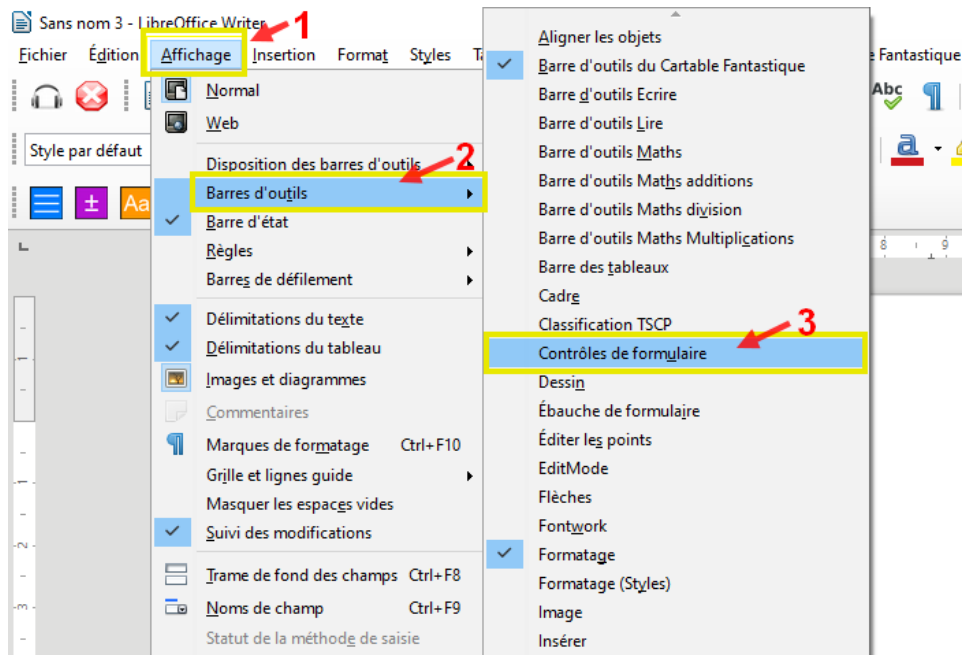 Sans nom 3 - LibreOffice Writer
1
Fichier Édition Affichage Insertion Format Styles
e Fantastique
Normal
Web
Abc
Style par défaut
Disposition des barres d'outils
2
Barres d'outils
Aa
Barre d'état
Règles
Barres de défilement
Délimitations du texte
Délimitations du tableau
Images et diagrammes
Commentaires
Marques de formatage Ctrl+F10
Grille et lignes guide
Masquer les espaces vides
Suivi des modifications
Trame de fond des champs Ctrl+F8
Noms de champ Ctrl+F9
Statut de la méthode de saisie
Aligner les objets
Barre d'outils du Cartable Fantastique
Barre d'outils Ecrire
Barre d'outils Lire
Barre d'outils Maths
Barre d'outils Maths additions
Barre d'outils Maths division
Barre d'outils Maths Multiplications
Barre des tableaux
Cadre
Classification TSCP
3
Contrôles de formulaire
Dessin
Ébauche de formulaire
Éditer les points
EditMode
Flèches
Fontwork
Formatage
Formatage (Styles)
Image
Insérer
a
8 9
1
2
3